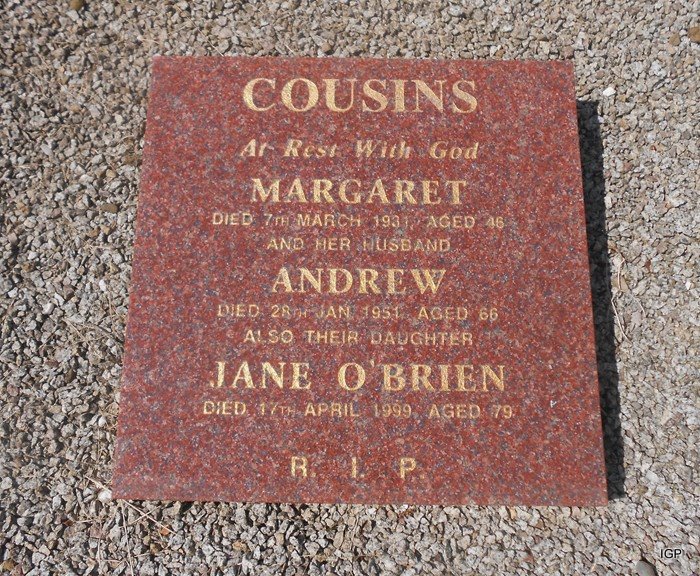 COUSINS
At Rest With God
MARGARET
DIED 7TH MARCH 1931, AGED 46
AND HER HUSBAND
ANDREW
DIED 28TH JAN 1951, AGED 66
ALSO THEIR DAUGHTER
JANE O'BRIEN
DIED 17TH APRIL 1999, AGED 79
R. I. P.
IGP